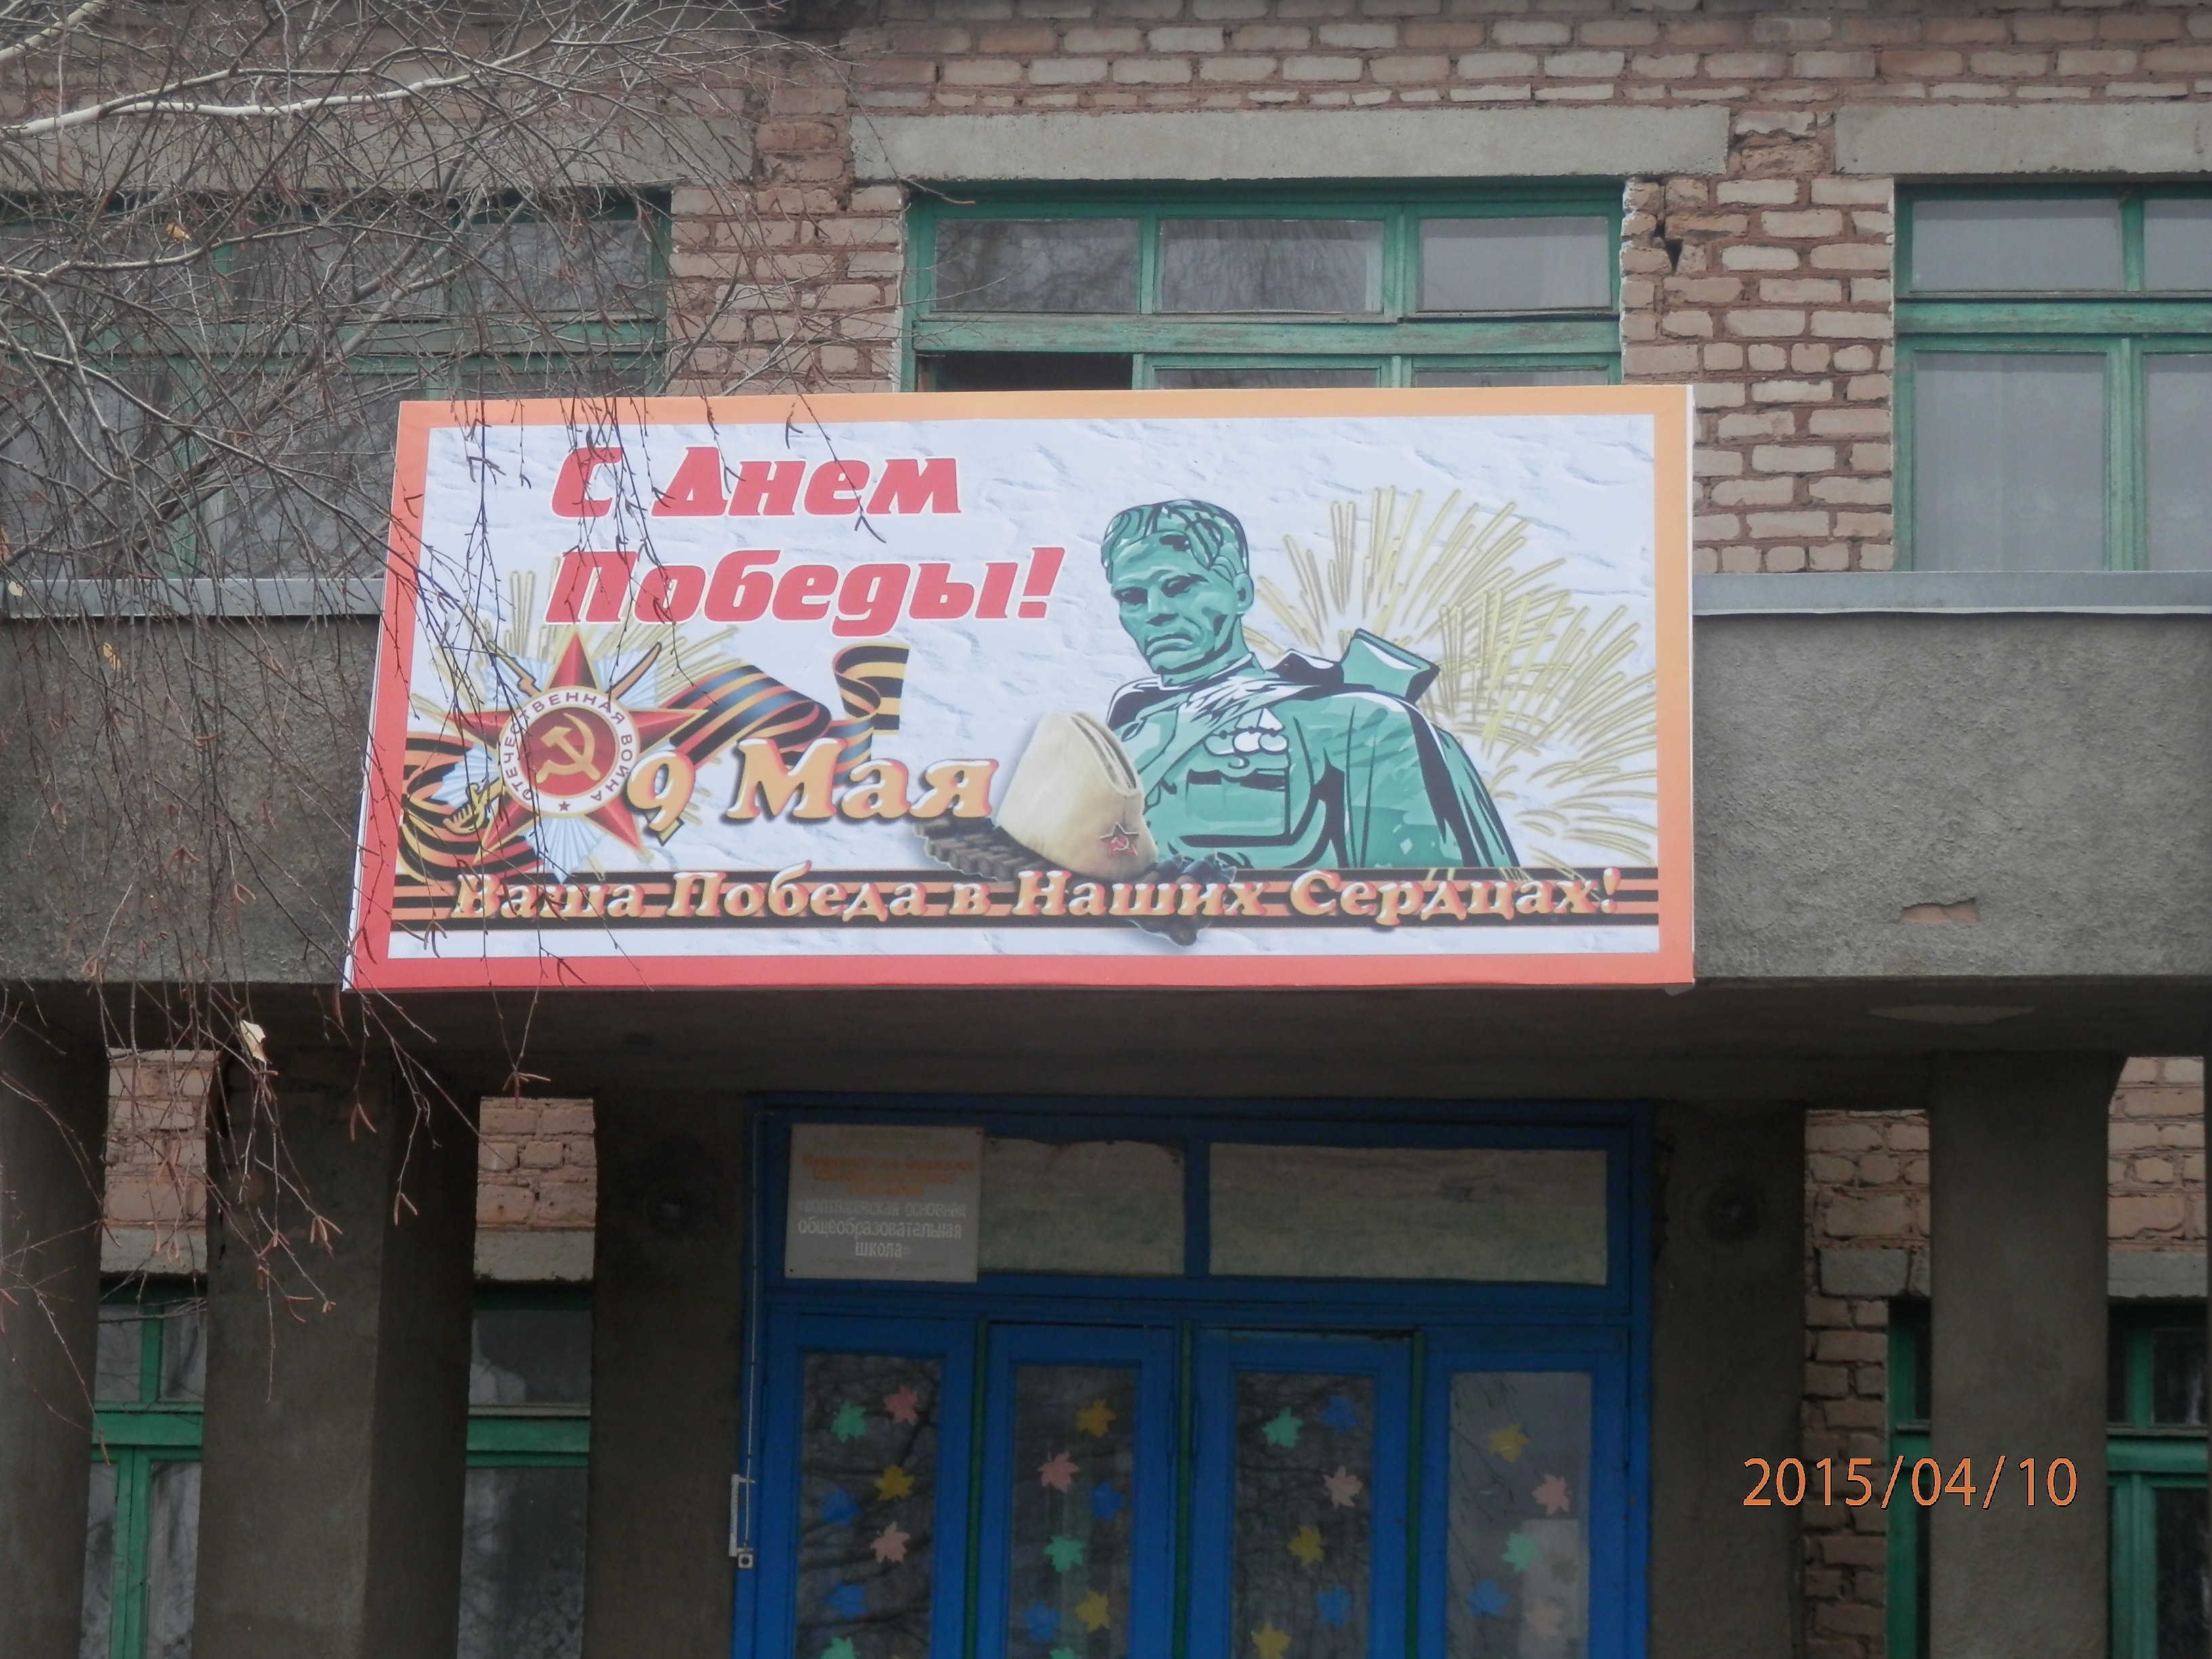 С Днем
Победы!
ОТЕЧЕСТВЕННАЯ ВОЙНА
9 Мая
Ваша Победа в Наших Сердцах!
основная
общеобразовательная
школа»
2015/04/10